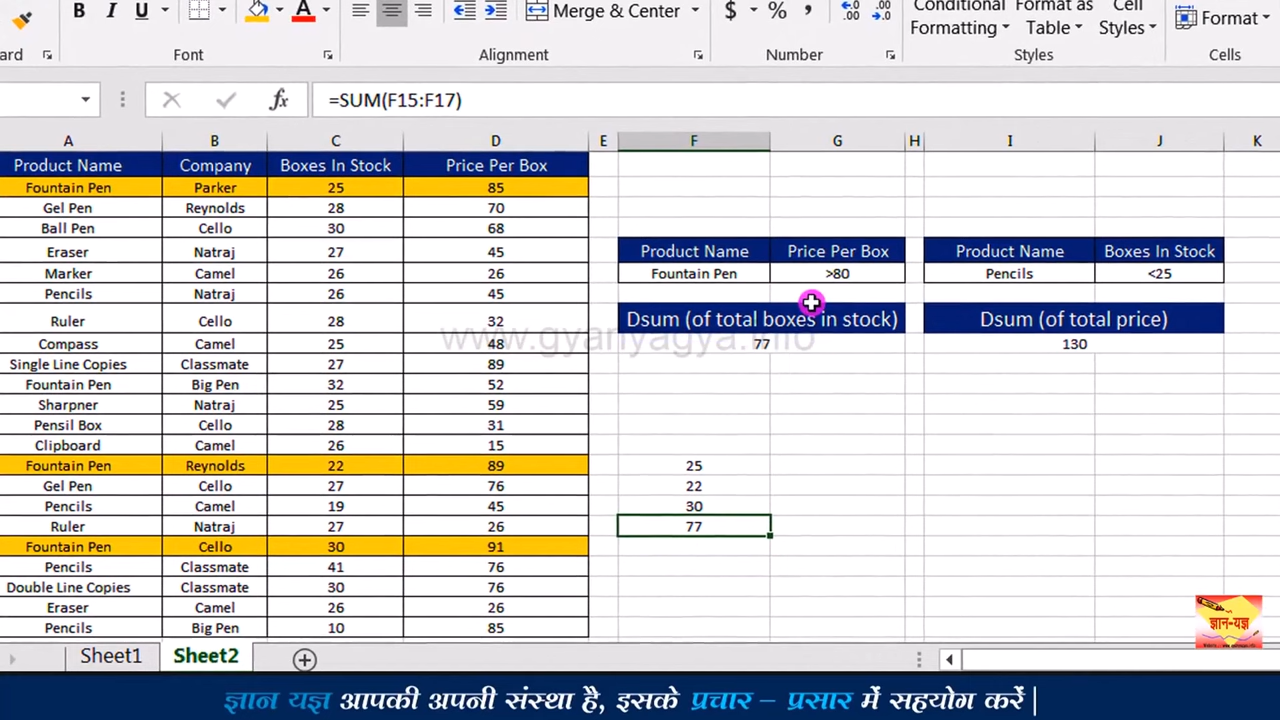 B I U A Merge & Center $ % , Conditional Formatting Format as Table Cell Styles Format
ard Font Alignment Number Styles Cells
fx =SUM(F15:F17)
A B C D E F G H I J K
Product Name Company Boxes In Stock Price Per Box
Fountain Pen Parker 25 85
Gel Pen Reynolds 28 70
Ball Pen Cello 30 68
Eraser Natraj 27 45 Product Name Price Per Box Product Name Boxes In Stock
Marker Camel 26 26 Fountain Pen >80 Pencils <25
Pencils Natraj 26 45
Ruler Cello 28 32 Dsum (of total boxes in stock) Dsum (of total price)
www.gyanyagya.info
Compass Camel 25 48 77 130
Single Line Copies Classmate 27 89
Fountain Pen Big Pen 32 52
Sharpner Natraj 25 59
Pensil Box Cello 28 31
Clipboard Camel 26 15
Fountain Pen Reynolds 22 89 25
Gel Pen Cello 27 76 22
Pencils Camel 19 45 30
Ruler Natraj 27 26 77
Fountain Pen Cello 30 91
Pencils Classmate 41 76
Double Line Copies Classmate 30 76
Eraser Camel 26 26
Pencils Big Pen 10 85
ज्ञान-यज्ञ
Sheet1 Sheet2
ज्ञान यज्ञ आपकी अपनी संस्था है, इसके प्रचार – प्रसार में सहयोग करें |